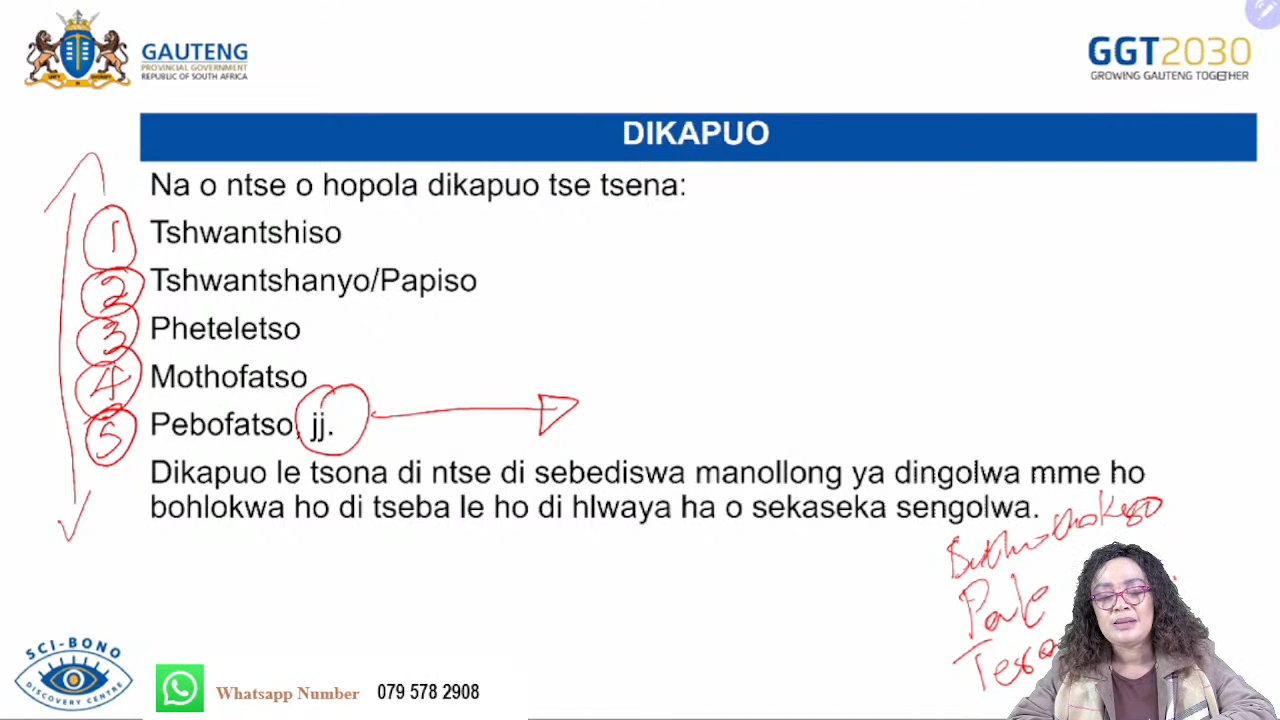 GAUTENG
PROVINCIAL GOVERNMENT
REPUBLIC OF SOUTH AFRICA
GGT2030
GROWING GAUTENG TOGETHER
DIKAPUO
Na o ntse o hopola dikapuo tse tsena:
1 Tshwantshiso
2 Tshwantshanyo/Papiso
3 Pheteletso
4 Mothofatso
5 Pebofatso, jj.
Dikapuo le tsona di ntse di sebediswa manollong ya dingolwa mme ho
bohlokwa ho di tseba le ho di hlwaya ha o sekaseka sengolwa.
SCI-BONO
DISCOVERY CENTRE
Whatsapp Number 079 578 2908